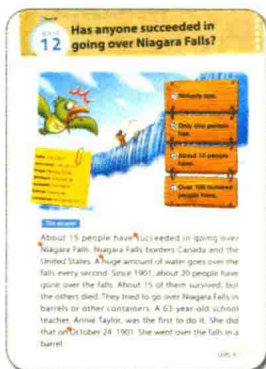 QUIZ
12
Has anyone succeeded in
going over Niagara Falls?
Nobody has.
Only one person
has.
About 15 people
have.
Over 100 hundred
people have.
The answer
About 15 people have succeeded in going over
Niagara Falls. Niagara Falls borders Canada and the
United States. A huge amount of water goes over the
falls every second. Since 1901, about 20 people have
gone over the falls. About 15 of them survived, but
the others died. They tried to go over Niagara Falls in
barrels or other containers. A 63-year-old school
teacher, Annie Taylor, was the first to do it. She did
that on October 24, 1901. She went over the falls in a
barrel.